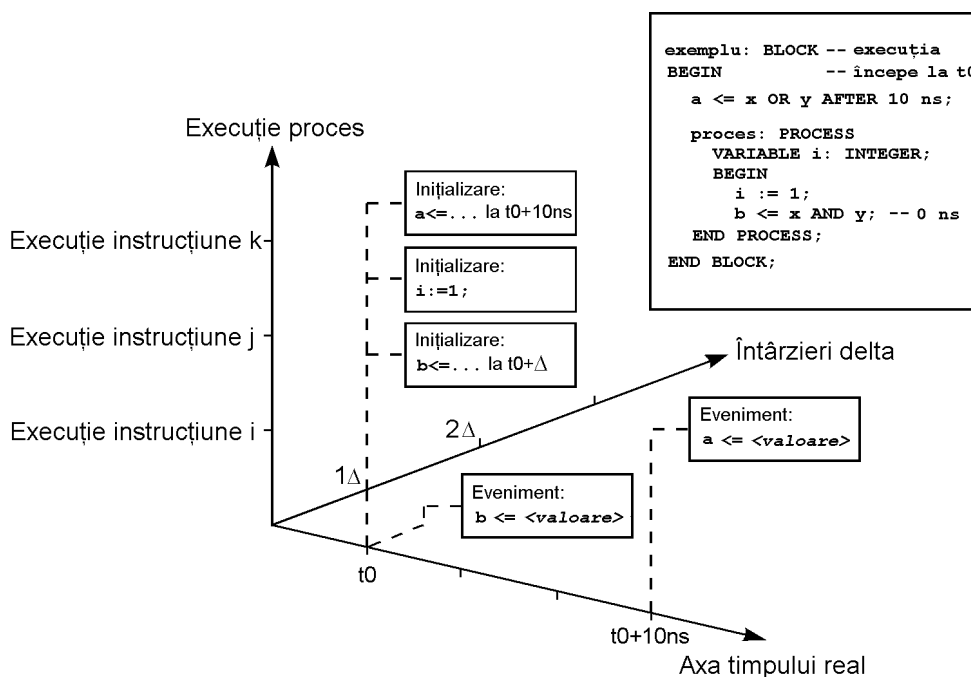 exemplu: BLOCK -- execuția
BEGIN -- începe la t0
a <= x OR y AFTER 10 ns;
proces: PROCESS
VARIABLE i: INTEGER;
BEGIN
i := 1;
b <= x AND y; -- 0 ns
END PROCESS;
END BLOCK;
Execuție proces
Inițializare:
a<=... la t0+10ns
Execuție instrucțiune k
Inițializare:
i:=1;
Execuție instrucțiune j
Inițializare:
b<=... la t0+Δ
Întârzieri delta
Execuție instrucțiune i
2Δ
Eveniment:
a <= <valoare>
1Δ
Eveniment:
b <= <valoare>
t0
t0+10ns
Axa timpului real